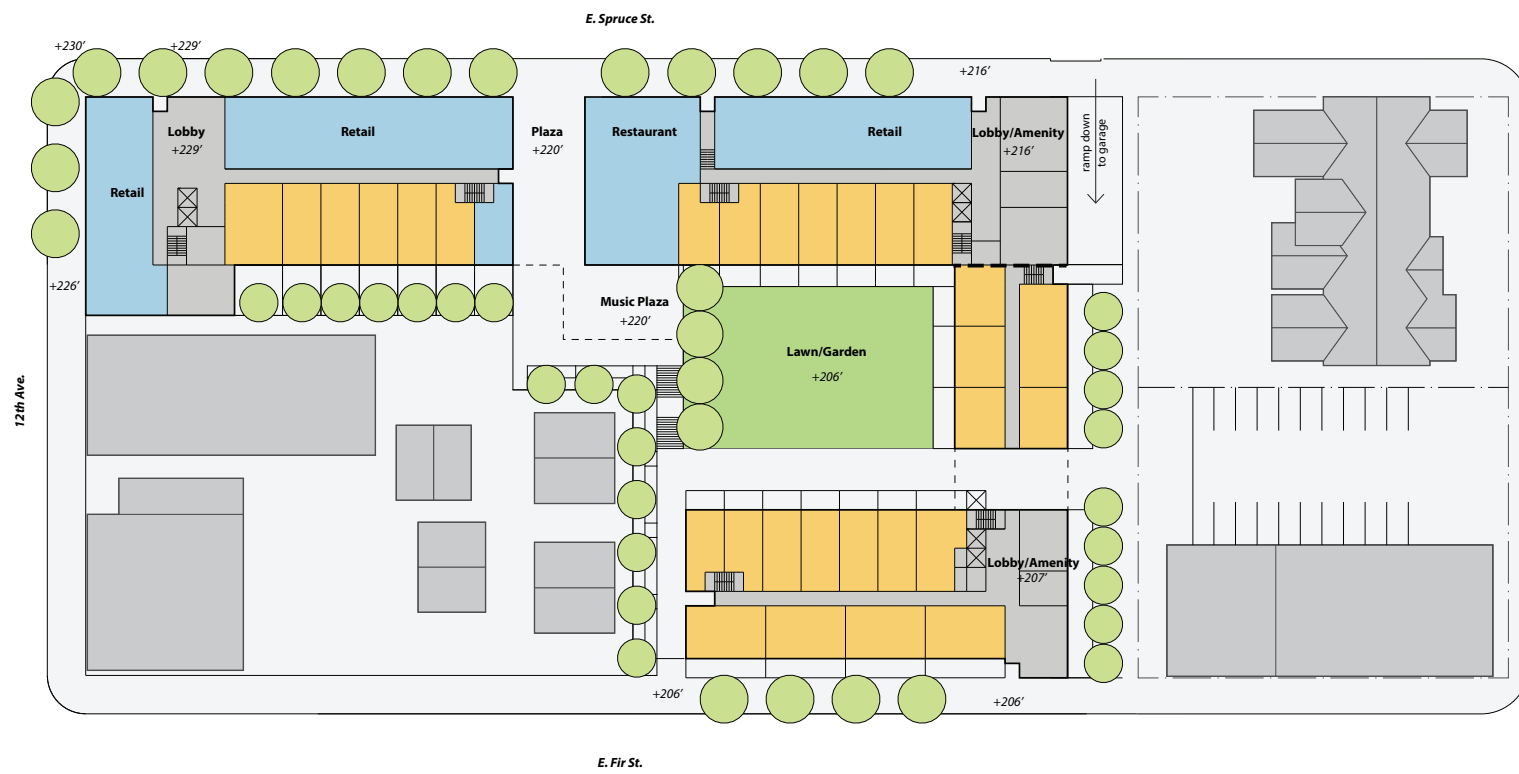 E. Spruce St.
+230’
+229’
+216’
Lobby
+229’
Retail
Plaza
+220’
Restaurant
Retail
Lobby/Amenity
+216’
ramp down
to garage
Retail
+226’
Music Plaza
+220’
Lawn/Garden
+206’
12th Ave.
Lobby/Amenity
+207’
+206’
+206’
E. Fir St.